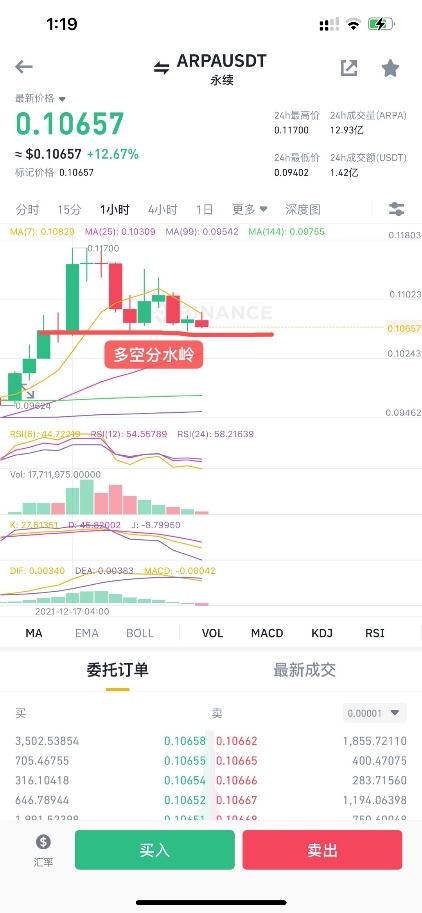 1:19
ARPAUSDT
永续
最新价格
0.10657
≈ $0.10657 +12.67%
标记价格 0.10657
24h最高价 24h成交量(ARPA)
0.11700 12.93亿
24h最低价 24h成交额(USDT)
0.09402 1.42亿
分时 15分 1小时 4小时 1日 更多 深度图
MA(7): 0.10829 MA(25): 0.10309 MA(99): 0.09542 MA(144): 0.09755
0.11803
0.11700
0.11023
BINANCE
0.10657
多空分水岭
0.10243
0.09624
0.09462
RSI(6): 44.72219 RSI(12): 54.55789 RSI(24): 58.21639
Vol: 17,711,975.00000
K: 27.61361 D: 45.82002 J: -8.79950
DIF: 0.00340 DEA: 0.00383 MACD: -0.00042
2021-12-17 04:00
MA EMA BOLL VOL MACD KDJ RSI
委托订单 最新成交
买 卖 0.00001
3,502.53854 0.10658 0.10662 1,855.72110
705.46755 0.10655 0.10665 400.47075
316.10418 0.10654 0.10666 283.71560
646.78944 0.10652 0.10667 1,194.06398
1,991.52398 0.10651 0.10668 750.60048
汇率 买入 卖出